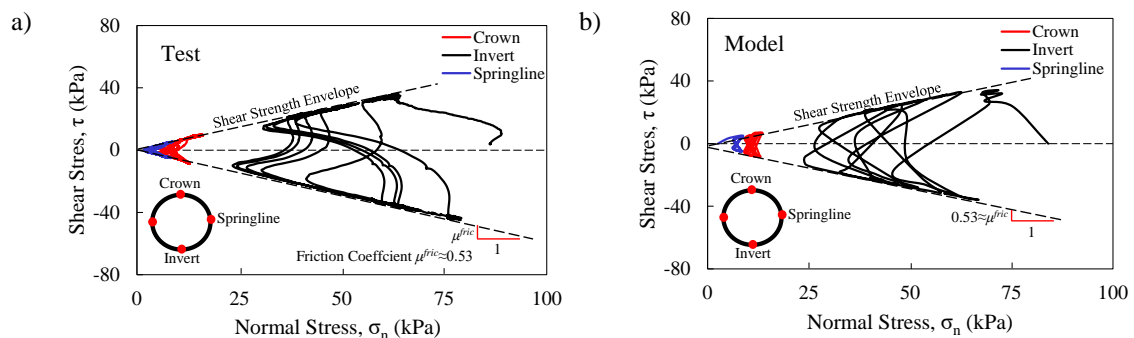 a)
80
40
0
-40
-80
Shear Stres, τ (kPa)
Test
Crown
Invert
Springline
Shear Strength Envelope
Crown
Springline
Invert
μfric
1
Friction Coeffcient μfric≈0.53
0
25
50
75
100
Normal Stress, σn (kPa)
b)
80
40
0
-40
-80
Shear Stres, τ (kPa)
Model
Crown
Invert
Springline
Shear Strength Envelope
Crown
Springline
Invert
0.53≈μfric
1
0
25
50
75
100
Normal Stress, σn (kPa)